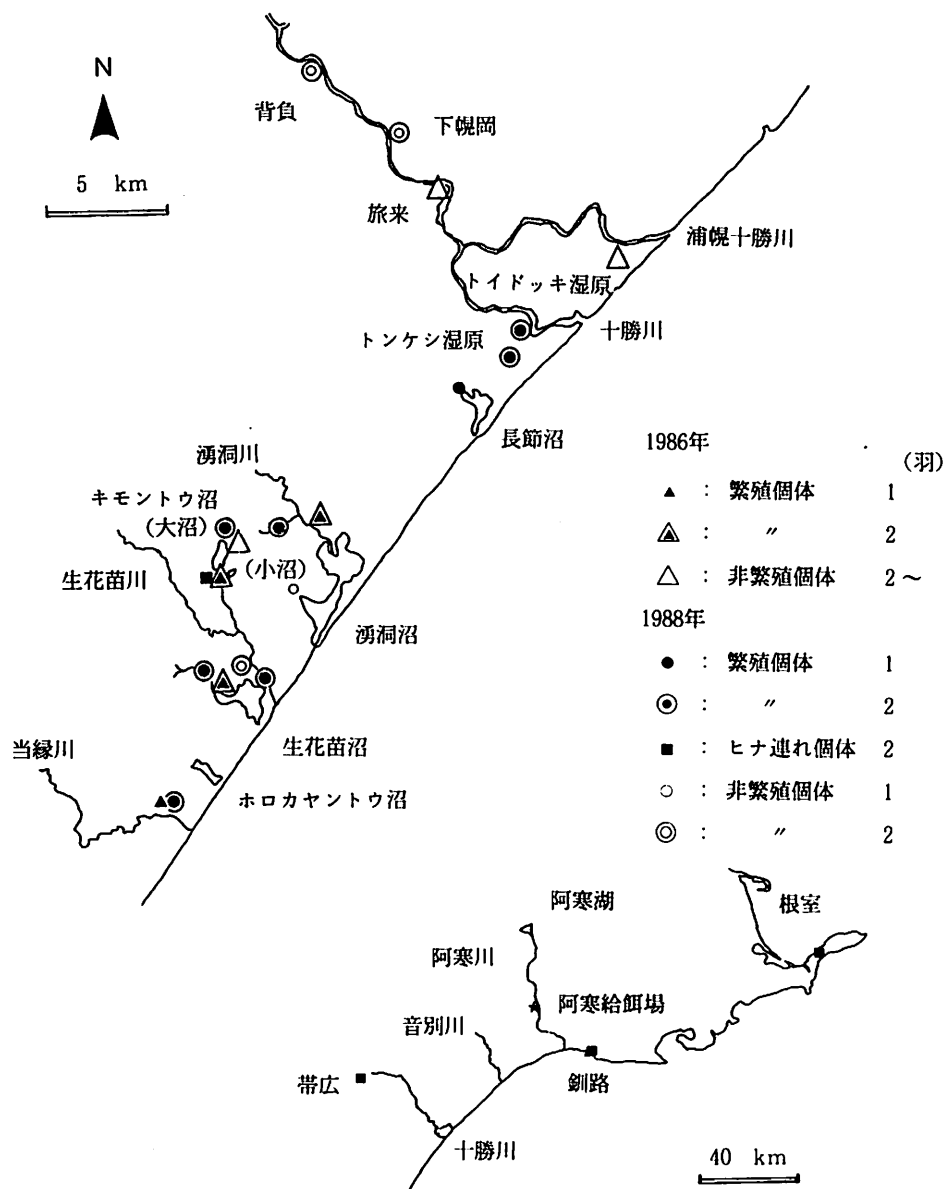 N
5 km
背負
下幌岡
旅来
浦幌十勝川
トイドッキ湿原
十勝川
トンケシ湿原
長節沼
湧洞川
キモントウ沼
(大沼)
(小沼)
生花苗川
湧洞沼
生花苗沼
当縁川
ホロカヤントウ沼
1986年
(羽)
▲ : 繁殖個体 1
: 〃 2
△ : 非繁殖個体 2～
1988年
● : 繁殖個体 1
◉ : 〃 2
■ : ヒナ連れ個体 2
○ : 非繁殖個体 1
◎ : 〃 2
阿寒湖
根室
阿寒川
阿寒給餌場
音別川
帯広
釧路
十勝川
40 km